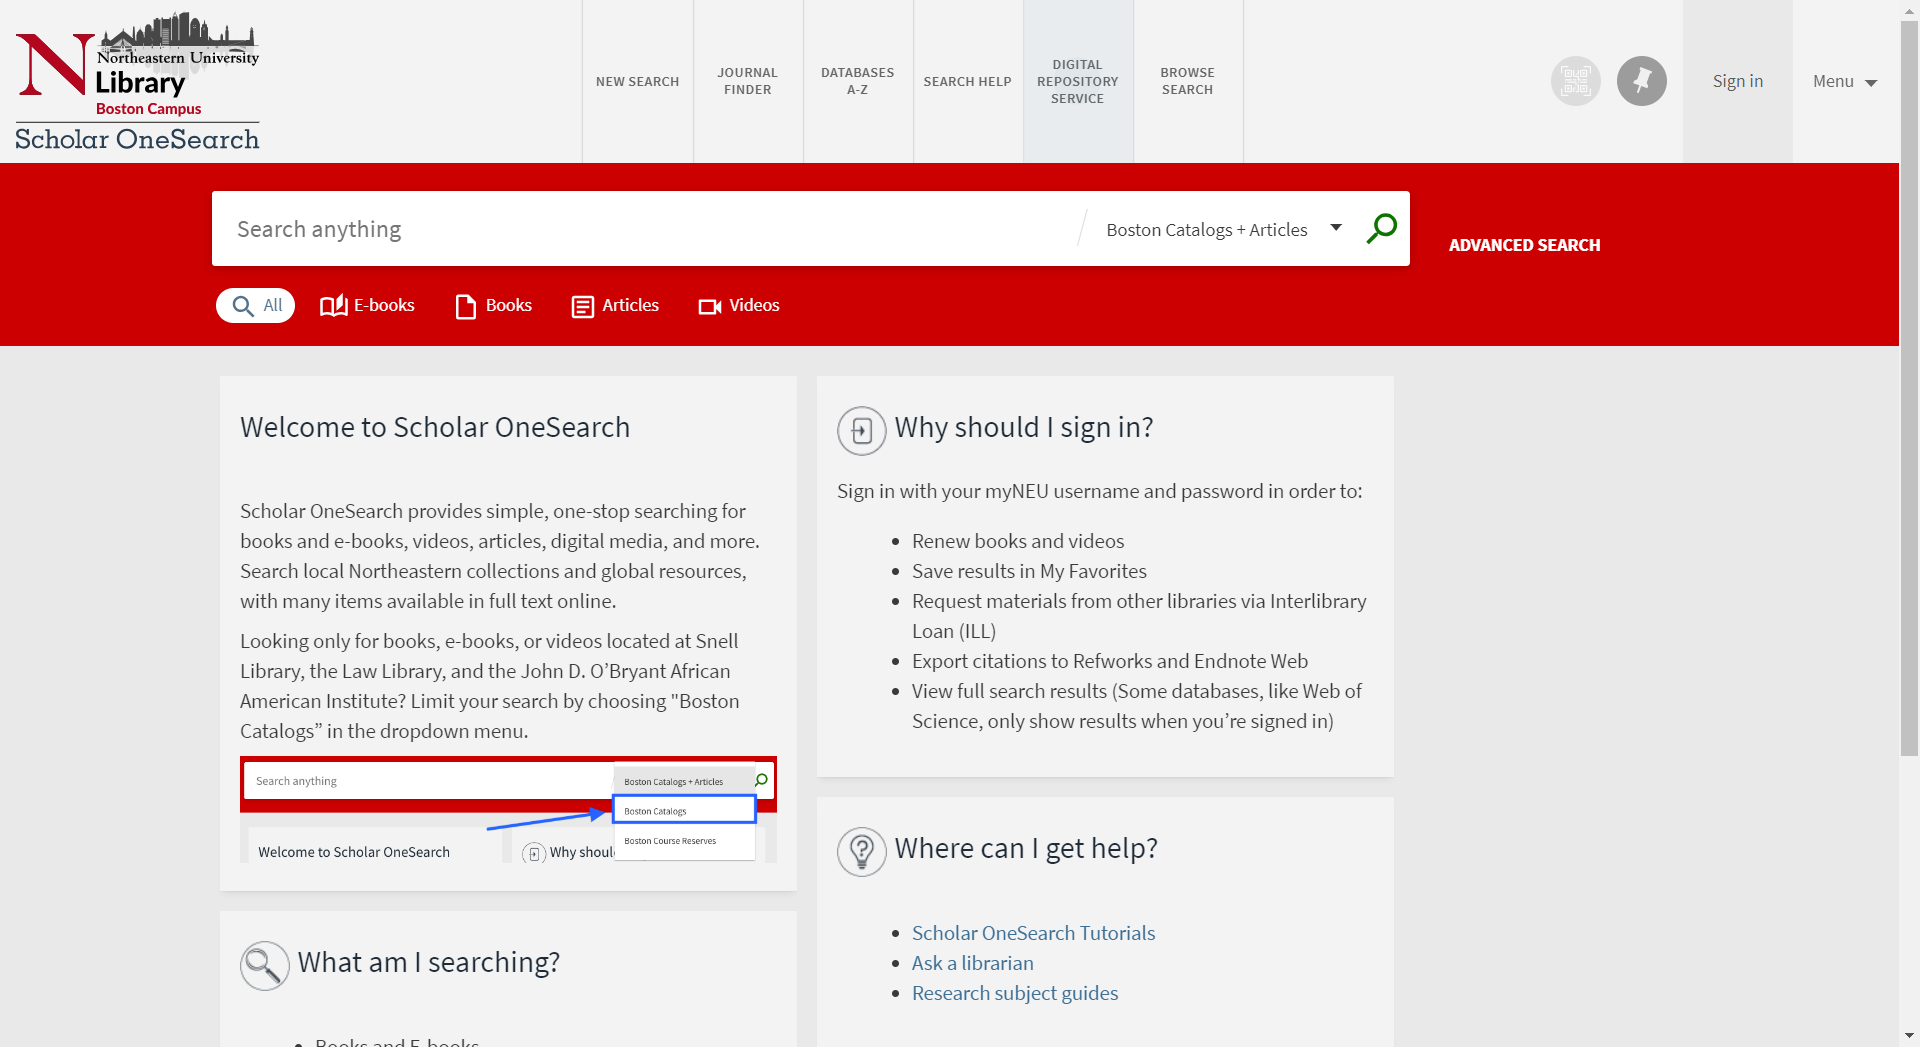 Northeastern University
Library
Boston Campus
Scholar OneSearch
NEW SEARCH
JOURNAL
FINDER
DATABASES
A-Z
SEARCH HELP
DIGITAL
REPOSITORY
SERVICE
BROWSE
SEARCH
Sign in
Menu
Search anything
Boston Catalogs + Articles
ADVANCED SEARCH
All
E-books
Books
Articles
Videos
Welcome to Scholar OneSearch
Scholar OneSearch provides simple, one-stop searching for
books and e-books, videos, articles, digital media, and more.
Search local Northeastern collections and global resources,
with many items available in full text online.
Looking only for books, e-books, or videos located at Snell
Library, the Law Library, and the John D. O’Bryant African
American Institute? Limit your search by choosing "Boston
Catalogs” in the dropdown menu.
Search anything
Boston Catalogs + Articles
Boston Catalogs
Boston Course Reserves
Welcome to Scholar OneSearch
Why shoul
What am I searching?
Books and E-books
Why should I sign in?
Sign in with your myNEU username and password in order to:
Renew books and videos
Save results in My Favorites
Request materials from other libraries via Interlibrary
Loan (ILL)
Export citations to Refworks and Endnote Web
View full search results (Some databases, like Web of
Science, only show results when you’re signed in)
Where can I get help?
Scholar OneSearch Tutorials
Ask a librarian
Research subject guides